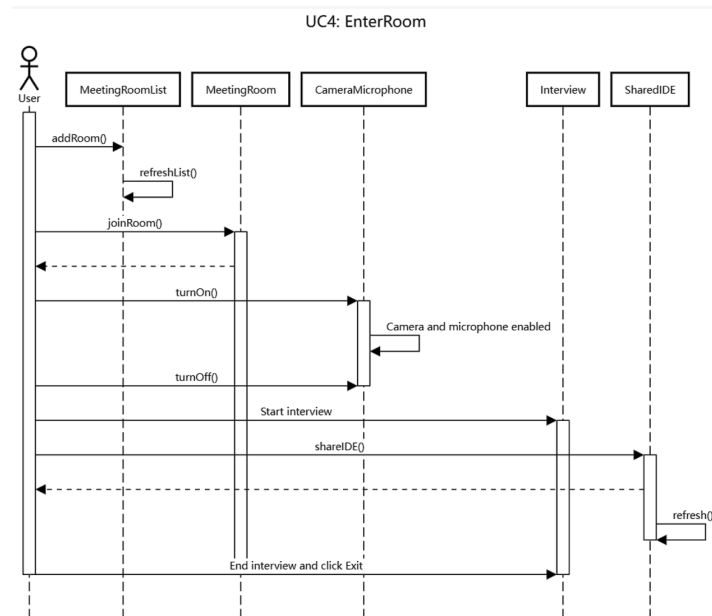 UC4: EnterRoom
User
MeetingRoomList
MeetingRoom
CameraMicrophone
Interview
SharedIDE
addRoom()
refreshList()
joinRoom()
turnOn()
Camera and microphone enabled
turnOff()
Start interview
shareIDE()
refresh()
End interview and click Exit